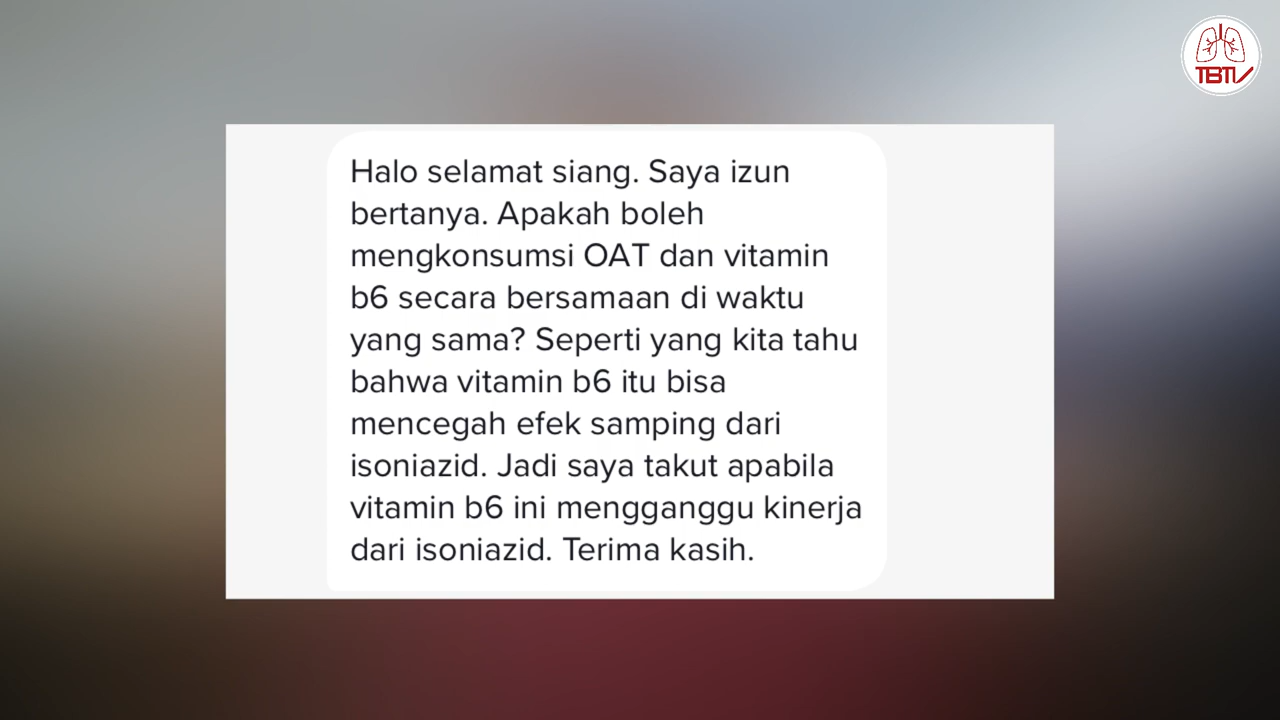 TBTV
Halo selamat siang. Saya izun
bertanya. Apakah boleh
mengkonsumsi OAT dan vitamin
b6 secara bersamaan di waktu
yang sama? Seperti yang kita tahu
bahwa vitamin b6 itu bisa
mencegah efek samping dari
isoniazid. Jadi saya takut apabila
vitamin b6 ini mengganggu kinerja
dari isoniazid. Terima kasih.